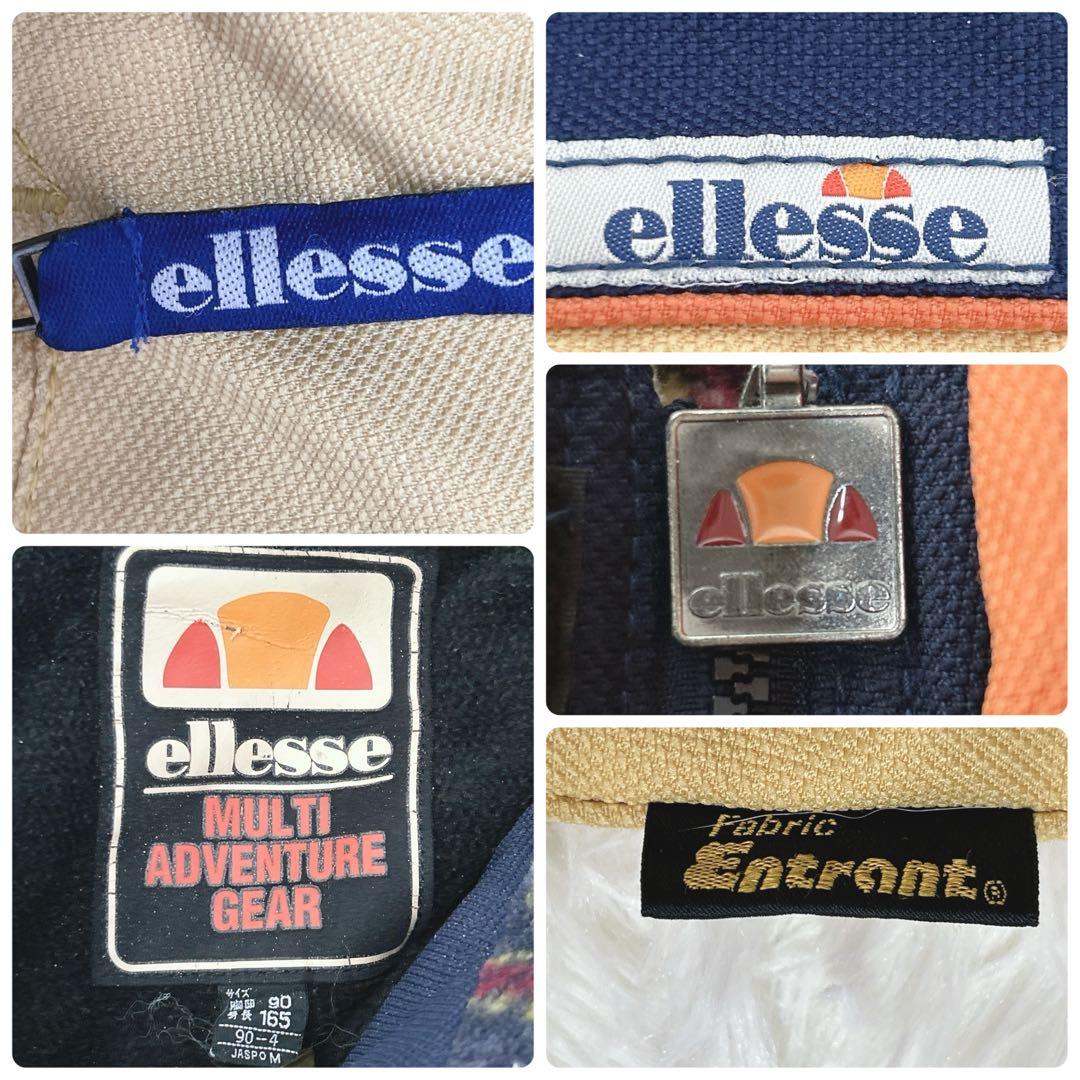 ellesse
ellesse
ellesse
ellesse
MULTI
ADVENTURE
GEAR
サイズ
胸囲 90
身長 165
90-4
JASPO M
Fabric
Entrant®